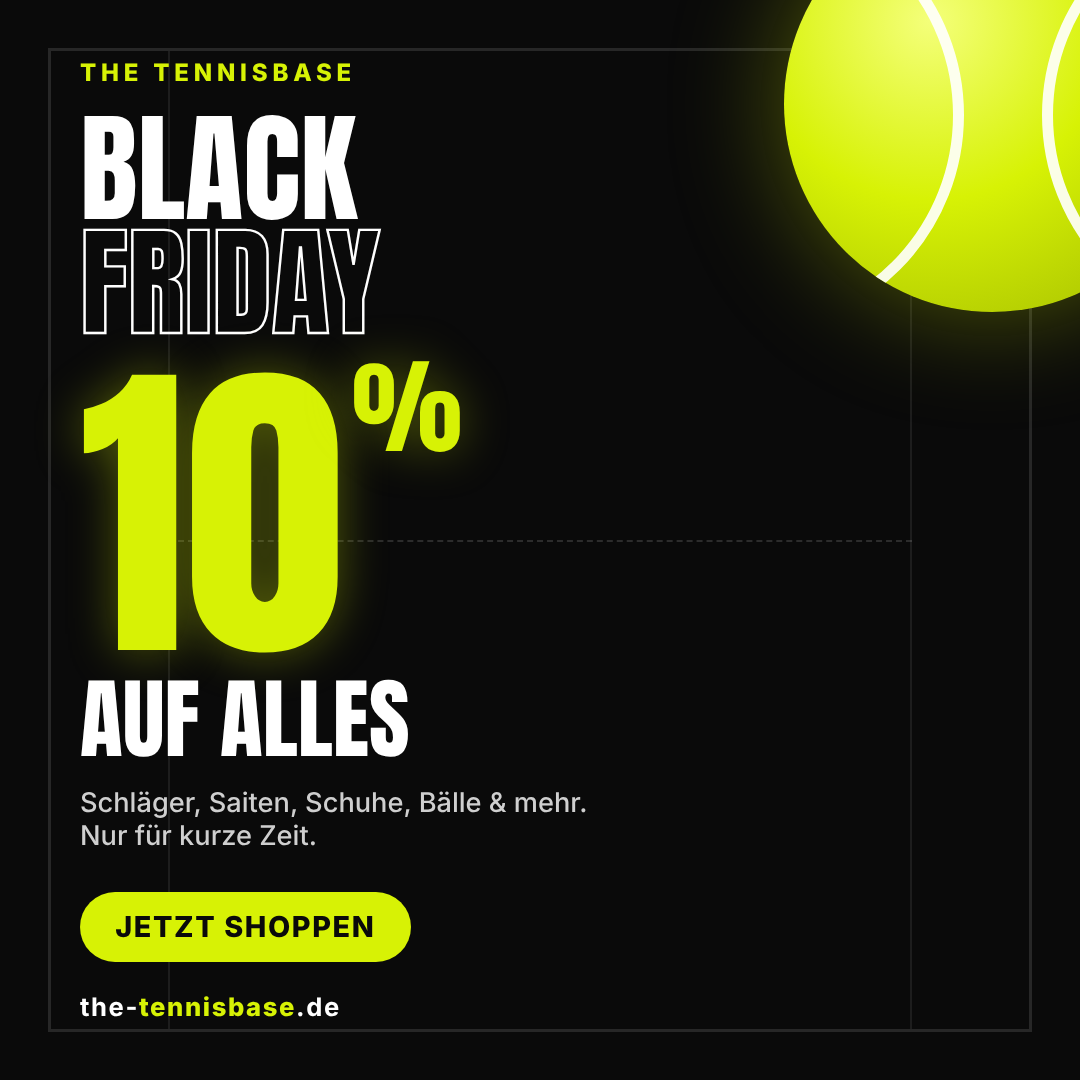 THE TENNISBASE
BLACK
FRIDAY
10%
AUF ALLES
Schläger, Saiten, Schuhe, Bälle & mehr.
Nur für kurze Zeit.
JETZT SHOPPEN
the-tennisbase.de